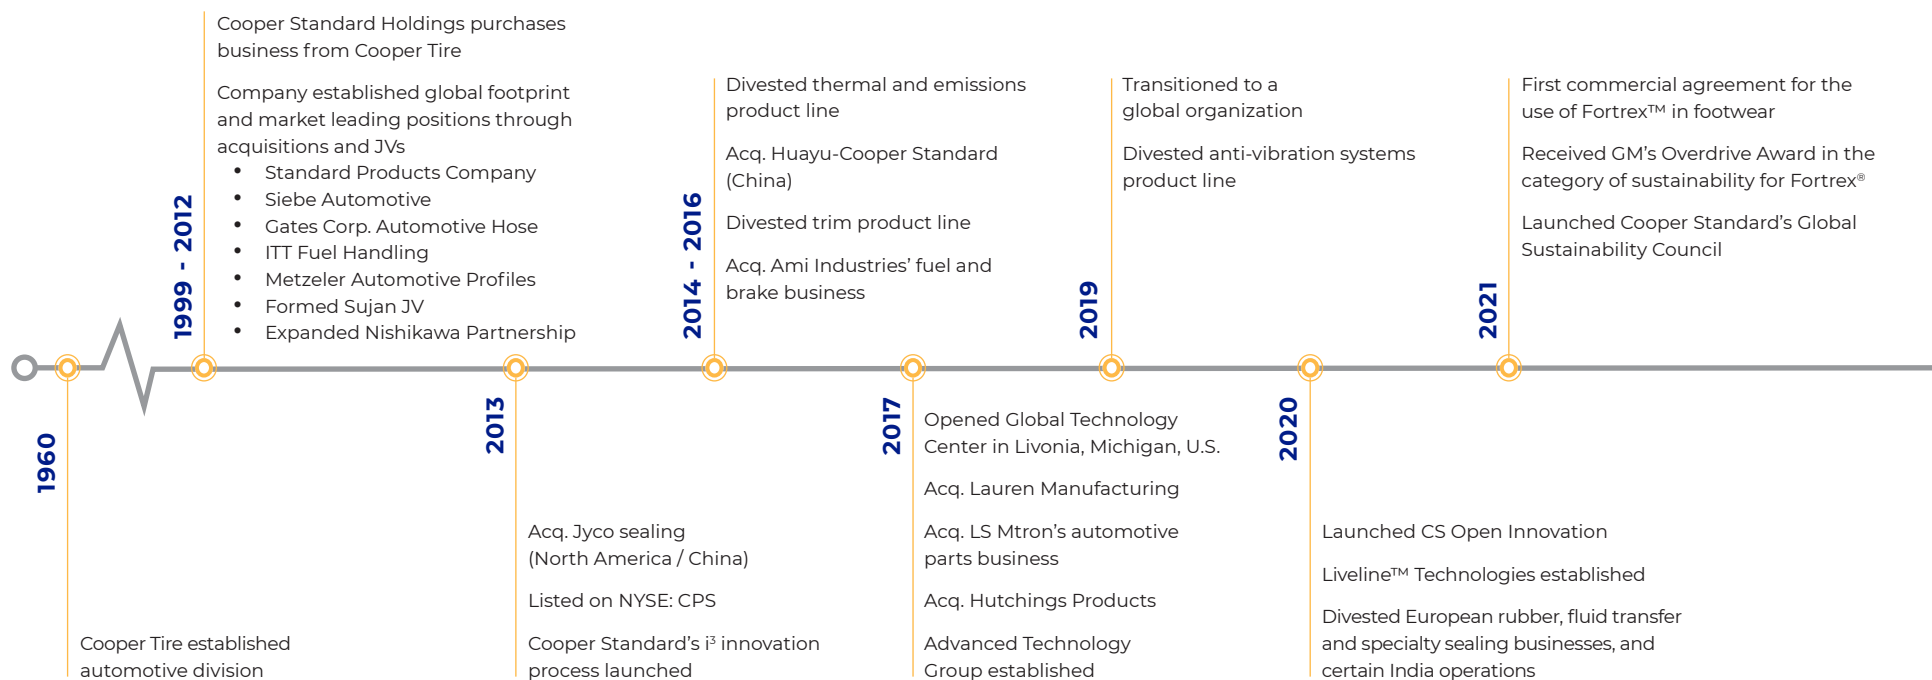 1960
Cooper Tire established
automotive division
1999 - 2012
Cooper Standard Holdings purchases
business from Cooper Tire
Company established global footprint
and market leading positions through
acquisitions and JVs
• Standard Products Company
• Siebe Automotive
• Gates Corp. Automotive Hose
• ITT Fuel Handling
• Metzeler Automotive Profiles
• Formed Sujan JV
• Expanded Nishikawa Partnership
2013
Acq. Jyco sealing
(North America / China)
Listed on NYSE: CPS
Cooper Standard's i³ innovation
process launched
2014 - 2016
Divested thermal and emissions
product line
Acq. Huayu-Cooper Standard
(China)
Divested trim product line
Acq. Ami Industries' fuel and
brake business
2017
Opened Global Technology
Center in Livonia, Michigan, U.S.
Acq. Lauren Manufacturing
Acq. LS Mtron's automotive
parts business
Acq. Hutchings Products
Advanced Technology
Group established
2019
Transitioned to a
global organization
Divested anti-vibration systems
product line
2020
Launched CS Open Innovation
Liveline™ Technologies established
Divested European rubber, fluid transfer
and specialty sealing businesses, and
certain India operations
2021
First commercial agreement for the
use of Fortrex™ in footwear
Received GM's Overdrive Award in the
category of sustainability for Fortrex®
Launched Cooper Standard's Global
Sustainability Council